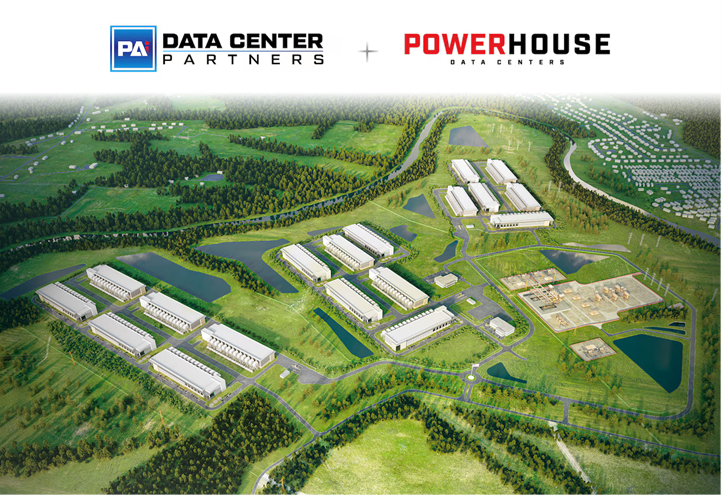 PA DATA CENTER
PARTNERS
POWERHOUSE
DATA CENTERS